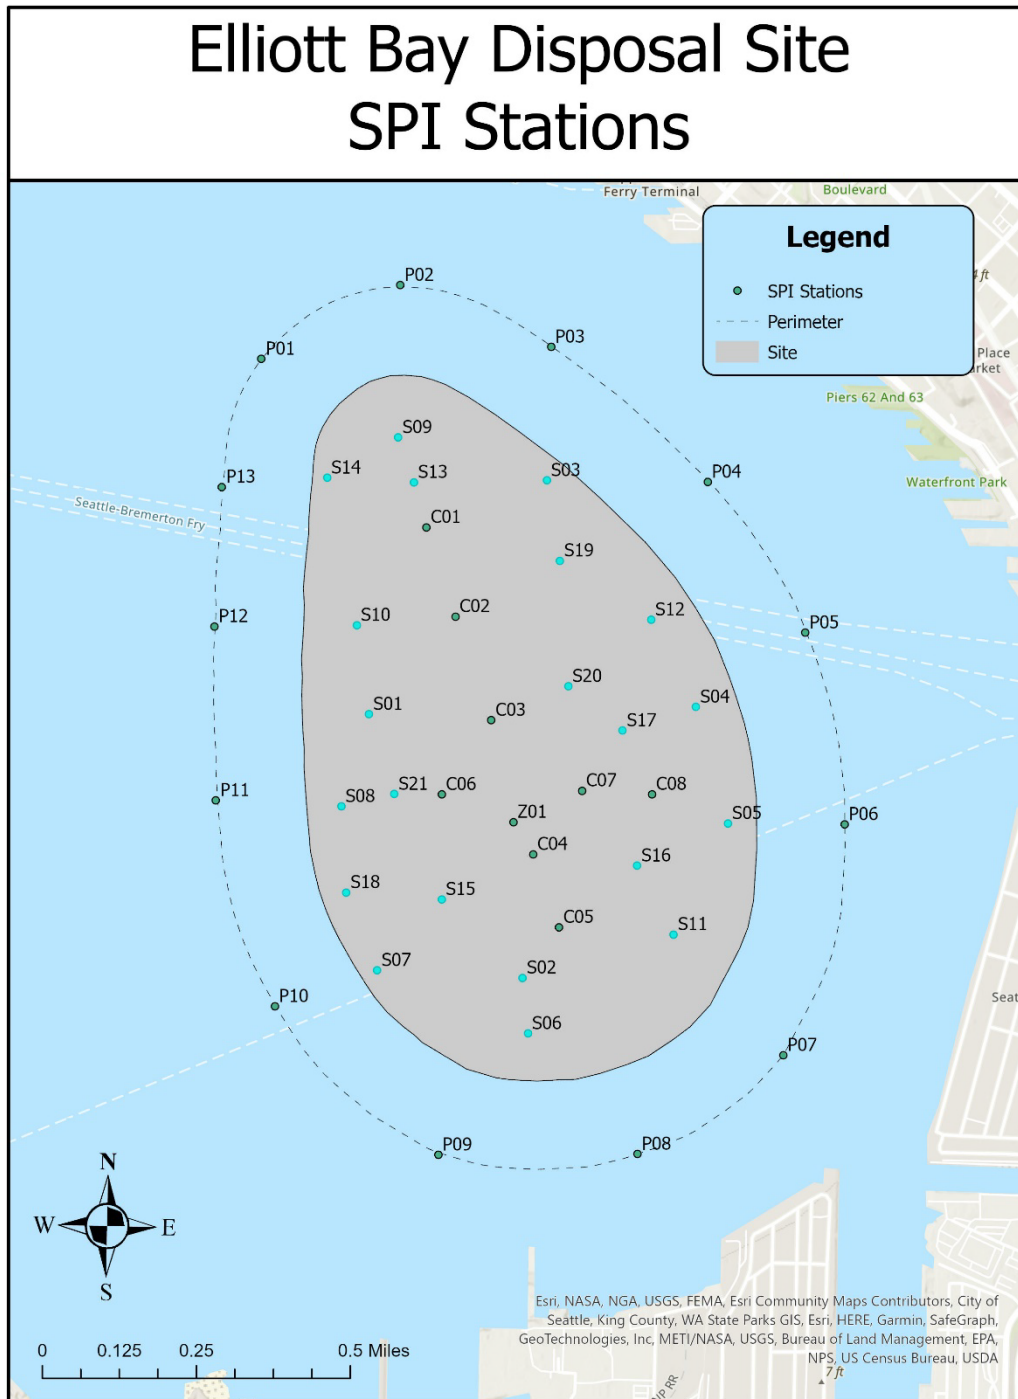 Elliott Bay Disposal Site
SPI Stations
Ferry Terminal
Boulevard
Legend
SPI Stations
Perimeter
Site
ft
Place
Piers 62 And 63
Waterfront Park
P02
P03
P01
S09
S14
S13
S03
P04
P13
Seattle-Bremerton Fry
C01
S19
C02
S12
P12
S10
P05
S20
S01
C03
S04
S17
S21
C06
C07
C08
P11
S08
Z01
S05
P06
C04
S16
S18
S15
C05
S11
S07
S02
P10
Seat
S06
P07
P09
P08
N
W
E
S
Esri, NASA, NGA, USGS, FEMA, Esri Community Maps Contributors, City of
Seattle, King County, WA State Parks GIS, Esri, HERE, Garmin, SafeGraph,
GeoTechnologies, Inc, METI/NASA, USGS, Bureau of Land Management, EPA,
NPS, US Census Bureau, USDA
0 0.125 0.25 0.5 Miles
7 ft
RR